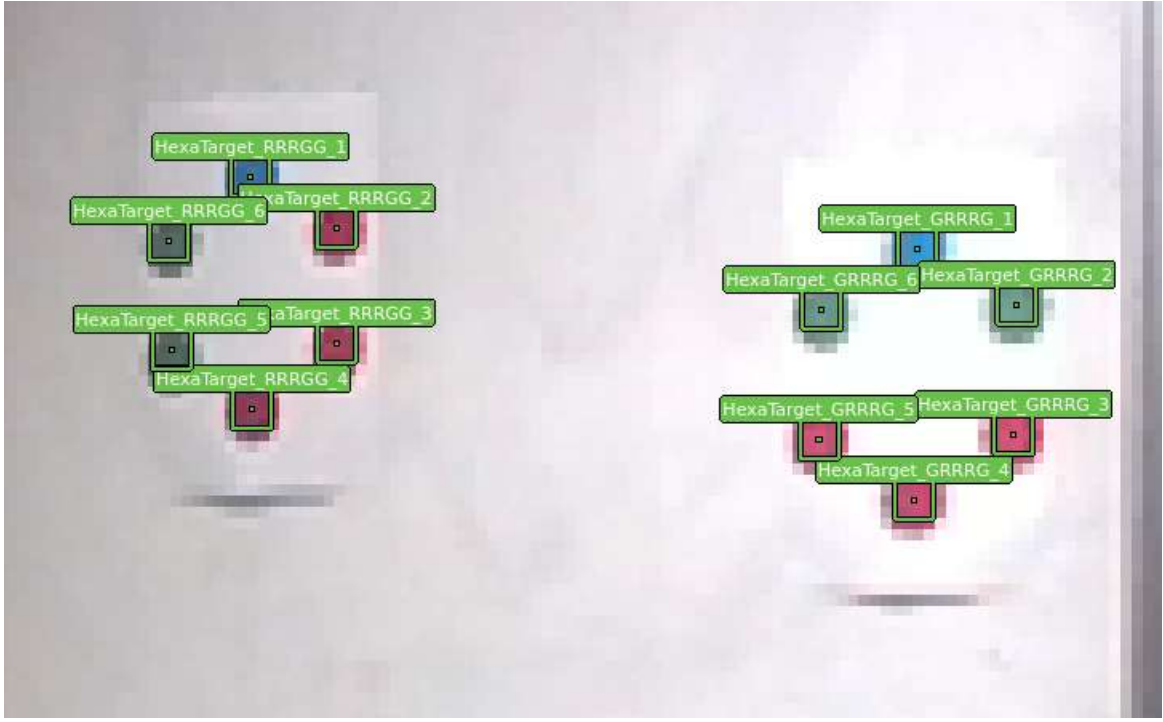 HexaTarget_RRRGG_1
HexaTarget_RRRGG_2
HexaTarget_RRRGG_6
HexaTarget_RRRGG_3
HexaTarget_RRRGG_5
HexaTarget_RRRGG_4
HexaTarget_GRRRG_1
HexaTarget_GRRRG_2
HexaTarget_GRRRG_6
HexaTarget_GRRRG_3
HexaTarget_GRRRG_5
HexaTarget_GRRRG_4